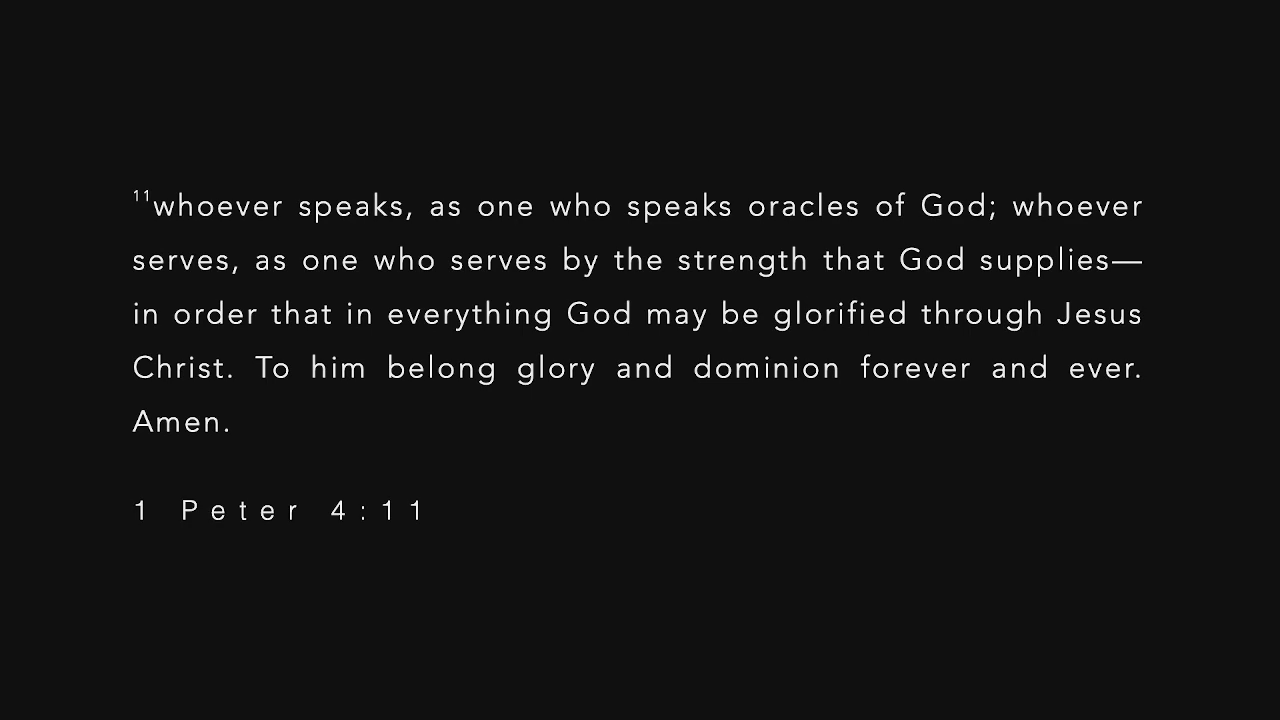 11whoever speaks, as one who speaks oracles of God; whoever
serves, as one who serves by the strength that God supplies—
in order that in everything God may be glorified through Jesus
Christ. To him belong glory and dominion forever and ever.
Amen.
1 Peter 4:11